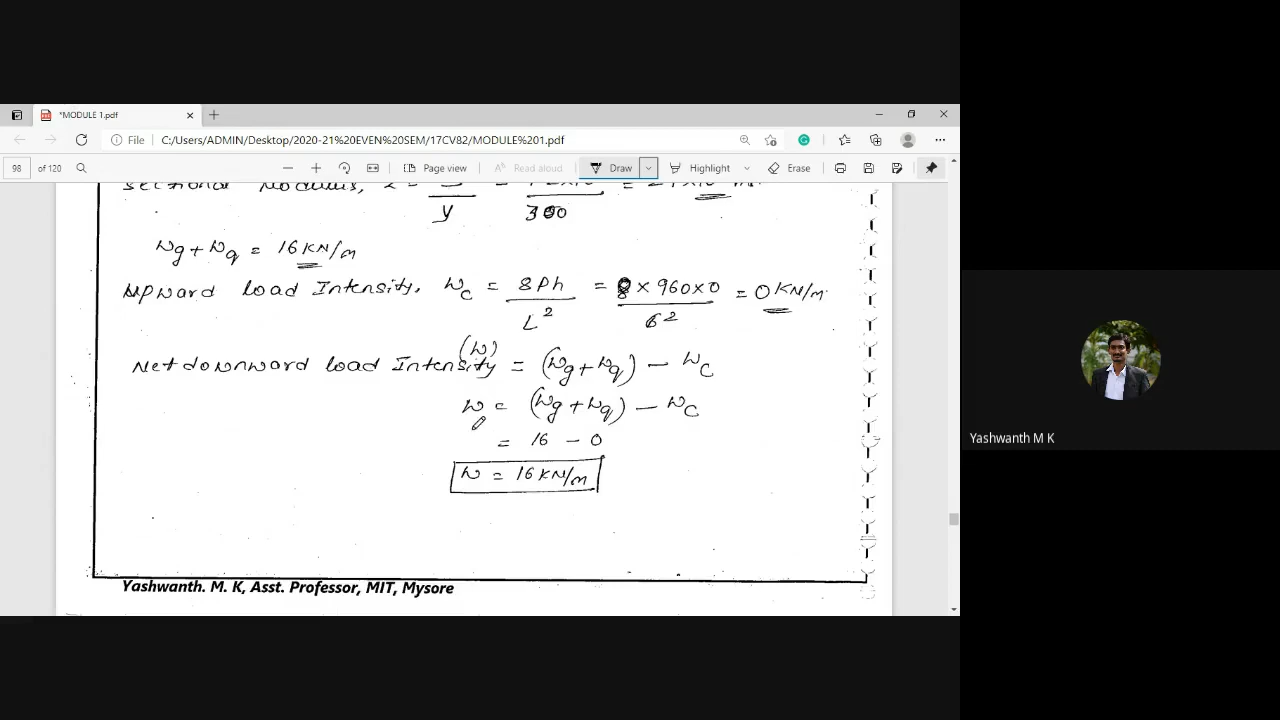 *MODULE 1.pdf
File C:/Users/ADMIN/Desktop/2020-21%20EVEN%20SEM/17CV82/MODULE%201.pdf
98 of 120 Page view Read aloud Draw Highlight Erase
sectional Modulus,
y 300
wg + wq = 16 KN/m
Upward load Intensity, wc = 8Ph / L² = 8 × 960 × 0 / 6² = 0 KN/m
(w)
Net downward load Intensity = (wg + wq) – wc
w = (wg + wq) – wc
= 16 – 0
w = 16 KN/m
Yashwanth. M. K, Asst. Professor, MIT, Mysore
Yashwanth M K